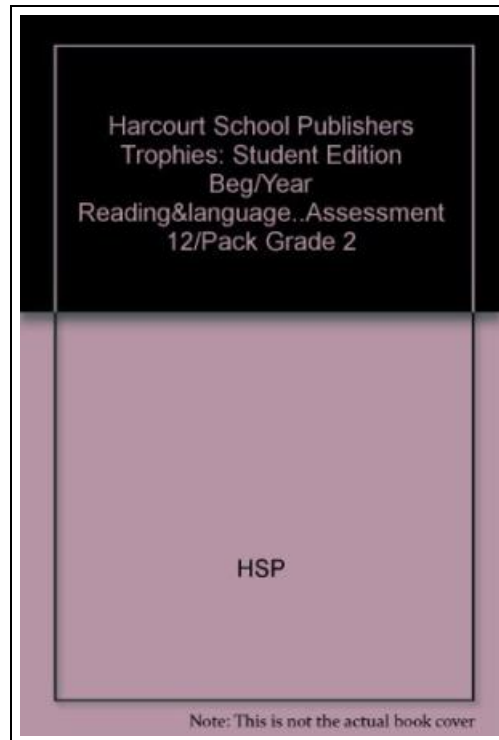 Harcourt School Publishers
Trophies: Student Edition
Beg/Year
Reading&language..Assessment
12/Pack Grade 2
HSP
Note: This is not the actual book cover